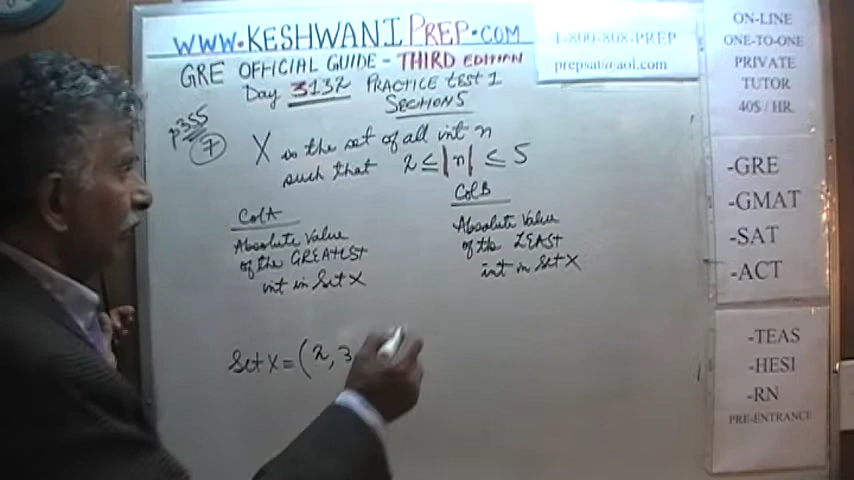 WWW.KESHWANIPREP.COM
GRE OFFICIAL GUIDE - THIRD EDITION
Day 3132 PRACTICE TEST 1
SECTION 5
p355
7
X is the set of all int n
such that 2 ≤ |n| ≤ 5
Col A
Absolute Value
of the GREATEST
int in Set X
Col B
Absolute Value
of the LEAST
int in Set X
Set X = (2, 3
1-800-808-PREP
prepsat@aol.com
ON-LINE
ONE-TO-ONE
PRIVATE
TUTOR
40$ / HR.
-GRE
-GMAT
-SAT
-ACT
-TEAS
-HESI
-RN
PRE-ENTRANCE